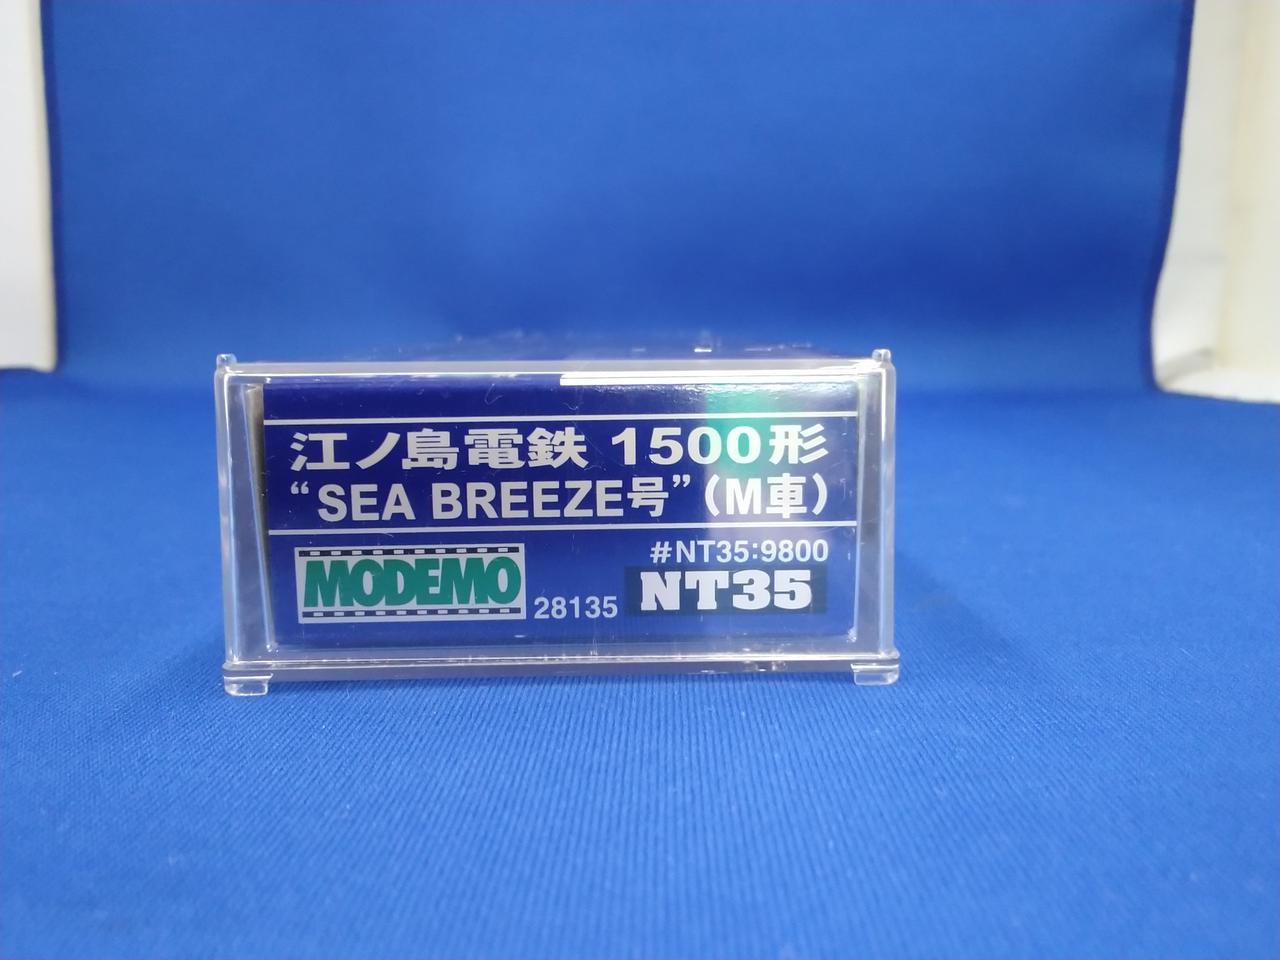 江ノ島電鉄 1500形
“SEA BREEZE号”（M車）
#NT35:9800
MODEMO 28135 NT35